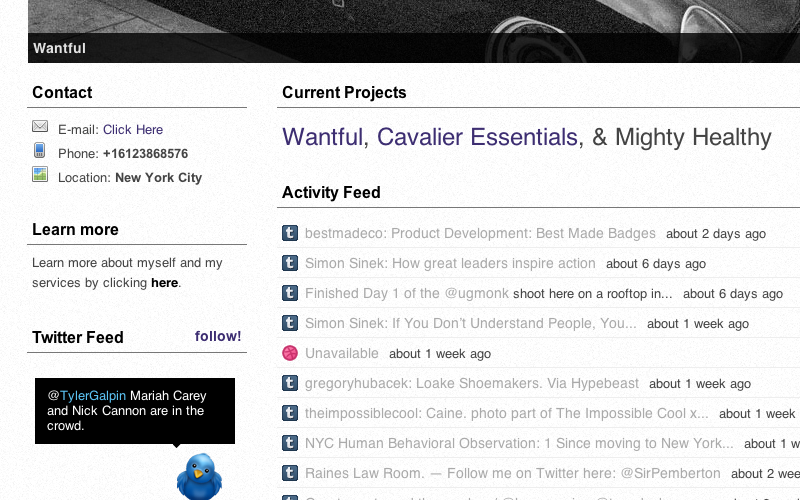 Wantful
Contact
E-mail: Click Here
Phone: +16123868576
Location: New York City
Learn more
Learn more about myself and my
services by clicking here.
Twitter Feed follow!
@TylerGalpin Mariah Carey
and Nick Cannon are in the
crowd.
Current Projects
Wantful, Cavalier Essentials, & Mighty Healthy
Activity Feed
bestmadeco: Product Development: Best Made Badges about 2 days ago
Simon Sinek: How great leaders inspire action about 6 days ago
Finished Day 1 of the @ugmonk shoot here on a rooftop in... about 6 days ago
Simon Sinek: If You Don't Understand People, You... about 1 week ago
Unavailable about 1 week ago
gregoryhubacek: Loake Shoemakers. Via Hypebeast about 1 week ago
theimpossiblecool: Caine. photo part of The Impossible Cool x... about 1 week
NYC Human Behavioral Observation: 1 Since moving to New York... about 1 w
Raines Law Room. — Follow me on Twitter here: @SirPemberton about 2 wee